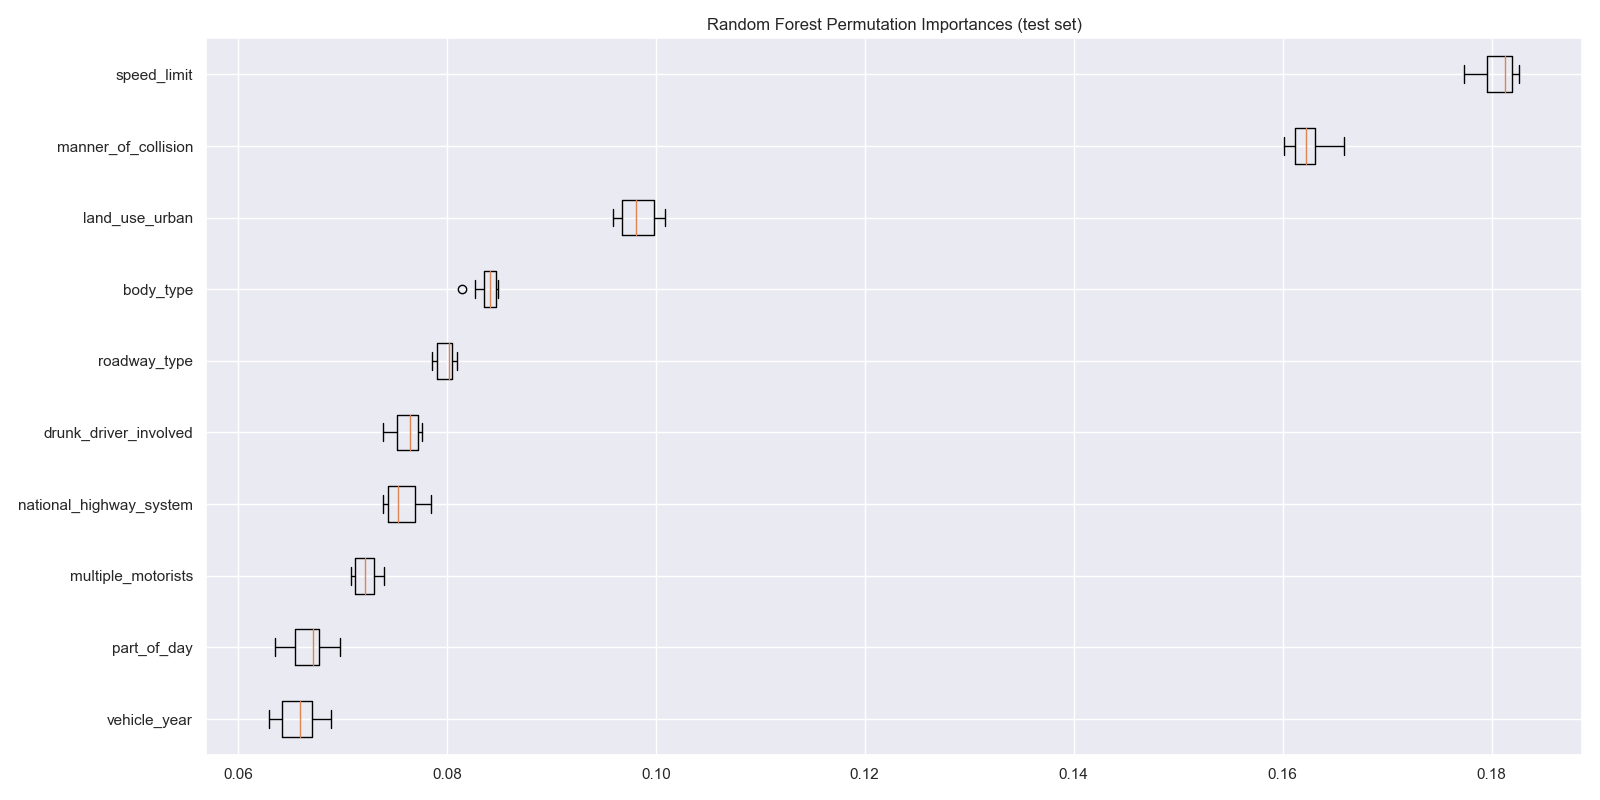 Random Forest Permutation Importances (test set)
speed_limit
manner_of_collision
land_use_urban
body_type
roadway_type
drunk_driver_involved
national_highway_system
multiple_motorists
part_of_day
vehicle_year
0.06 0.08 0.10 0.12 0.14 0.16 0.18